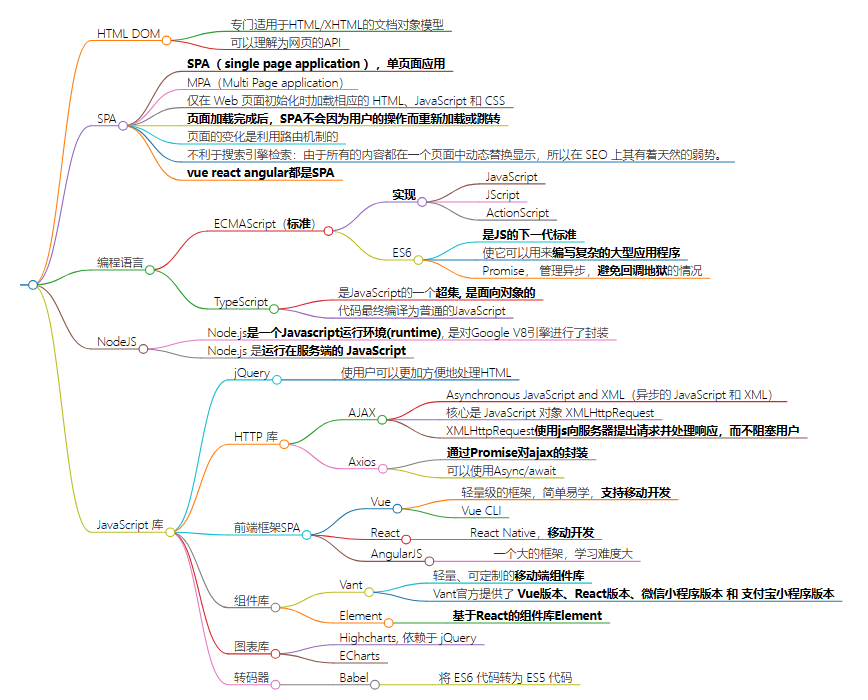 HTML DOM
专门适用于HTML/XHTML的文档对象模型
可以理解为网页的API
SPA
SPA（ single page application ），单页面应用
MPA（Multi Page application）
仅在 Web 页面初始化时加载相应的 HTML、JavaScript 和 CSS
页面加载完成后，SPA不会因为用户的操作而重新加载或跳转
页面的变化是利用路由机制的
不利于搜索引擎检索：由于所有的内容都在一个页面中动态替换显示，所以在 SEO 上其有着天然的弱势。
vue react angular都是SPA
编程语言
ECMAScript（标准）
实现
JavaScript
JScript
ActionScript
ES6
是JS的下一代标准
使它可以用来编写复杂的大型应用程序
Promise， 管理异步，避免回调地狱的情况
TypeScript
是JavaScript的一个超集, 是面向对象的
代码最终编译为普通的JavaScript
NodeJS
Node.js是一个Javascript运行环境(runtime), 是对Google V8引擎进行了封装
Node.js 是运行在服务端的 JavaScript
JavaScript 库
jQuery
使用户可以更加方便地处理HTML
HTTP 库
AJAX
Asynchronous JavaScript and XML（异步的 JavaScript 和 XML）
核心是 JavaScript 对象 XMLHttpRequest
XMLHttpRequest使用js向服务器提出请求并处理响应，而不阻塞用户
Axios
通过Promise对ajax的封装
可以使用Async/await
前端框架SPA
Vue
轻量级的框架，简单易学，支持移动开发
Vue CLI
React
React Native，移动开发
AngularJS
一个大的框架，学习难度大
组件库
Vant
轻量、可定制的移动端组件库
Vant官方提供了 Vue版本、React版本、微信小程序版本 和 支付宝小程序版本
Element
基于React的组件库Element
图表库
Highcharts, 依赖于 jQuery
ECharts
转码器
Babel
将 ES6 代码转为 ES5 代码